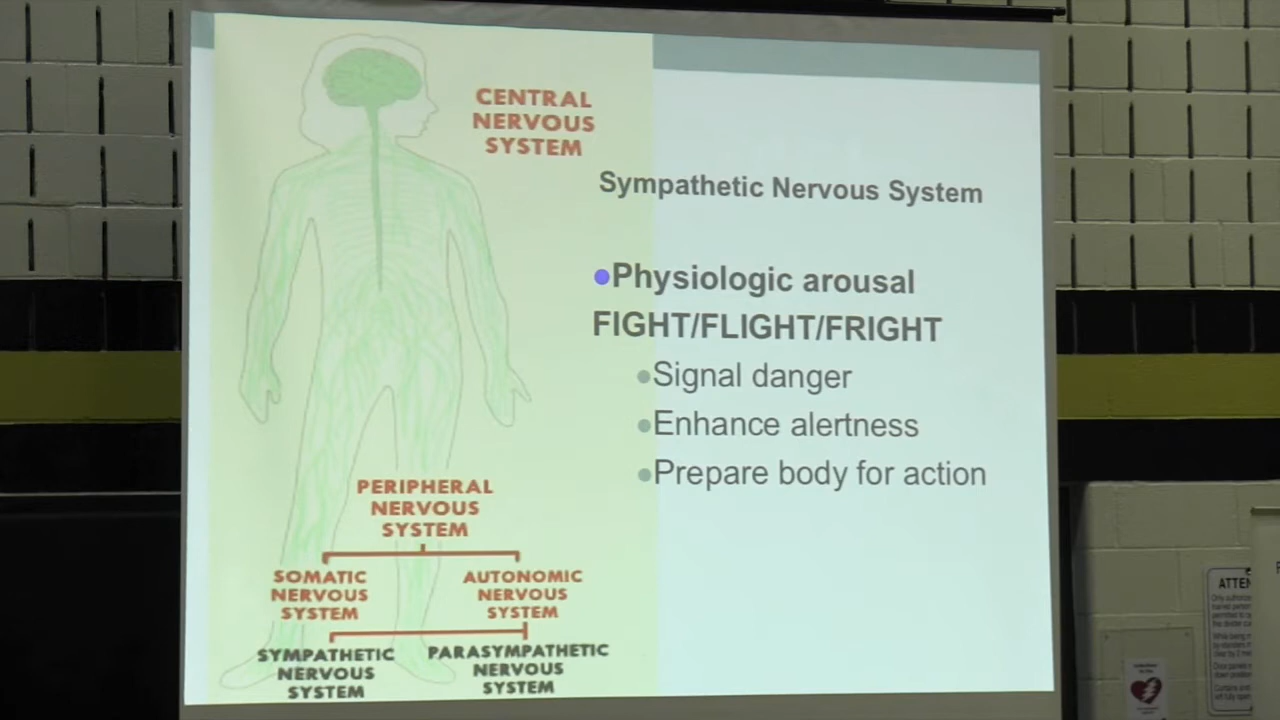 CENTRAL
NERVOUS
SYSTEM
Sympathetic Nervous System
Physiologic arousal
FIGHT/FLIGHT/FRIGHT
Signal danger
Enhance alertness
Prepare body for action
PERIPHERAL
NERVOUS
SYSTEM
SOMATIC
NERVOUS
SYSTEM
AUTONOMIC
NERVOUS
SYSTEM
SYMPATHETIC
NERVOUS
SYSTEM
PARASYMPATHETIC
NERVOUS
SYSTEM
ATTEN